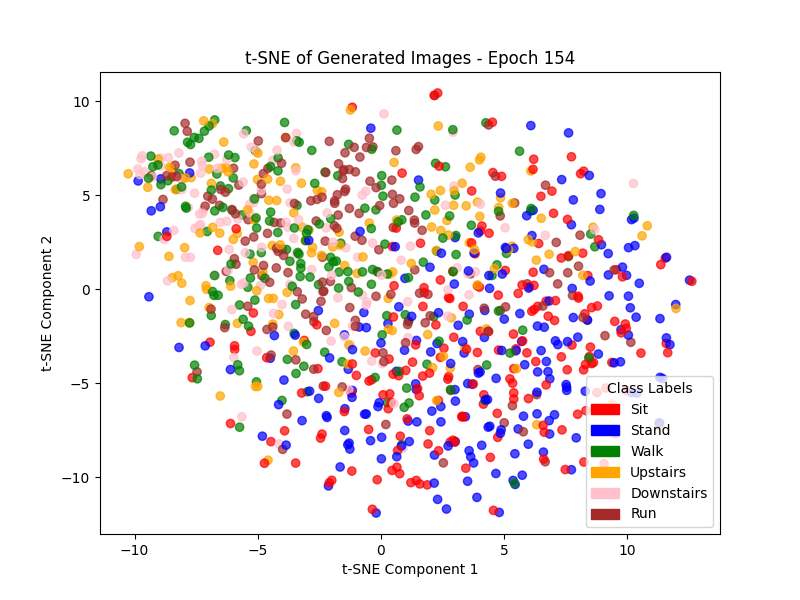 t-SNE of Generated Images - Epoch 154
10
5
0
−5
−10
t-SNE Component 2
−10
−5
0
5
10
t-SNE Component 1
Class Labels
Sit
Stand
Walk
Upstairs
Downstairs
Run